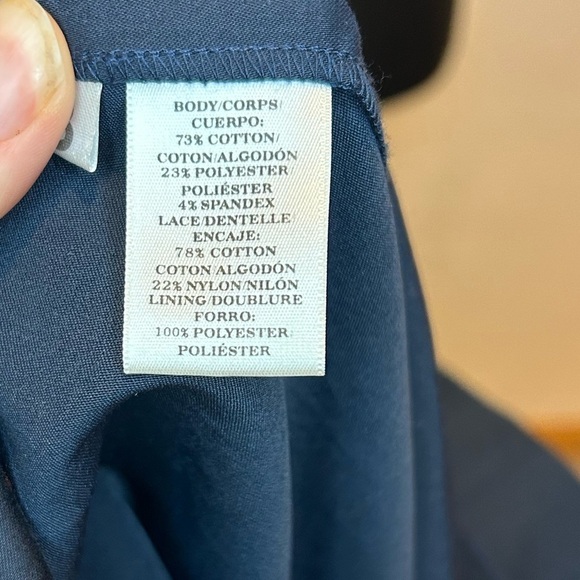 BODY/CORPS/
CUERPO:
73% COTTON/
COTON/ALGODÓN
23% POLYESTER
POLIÉSTER
4% SPANDEX
LACE/DENTELLE/
ENCAJE:
78% COTTON
COTON/ALGODÓN
22% NYLON/NILÓN
LINING/DOUBLURE
FORRO:
100% POLYESTER
POLIÉSTER